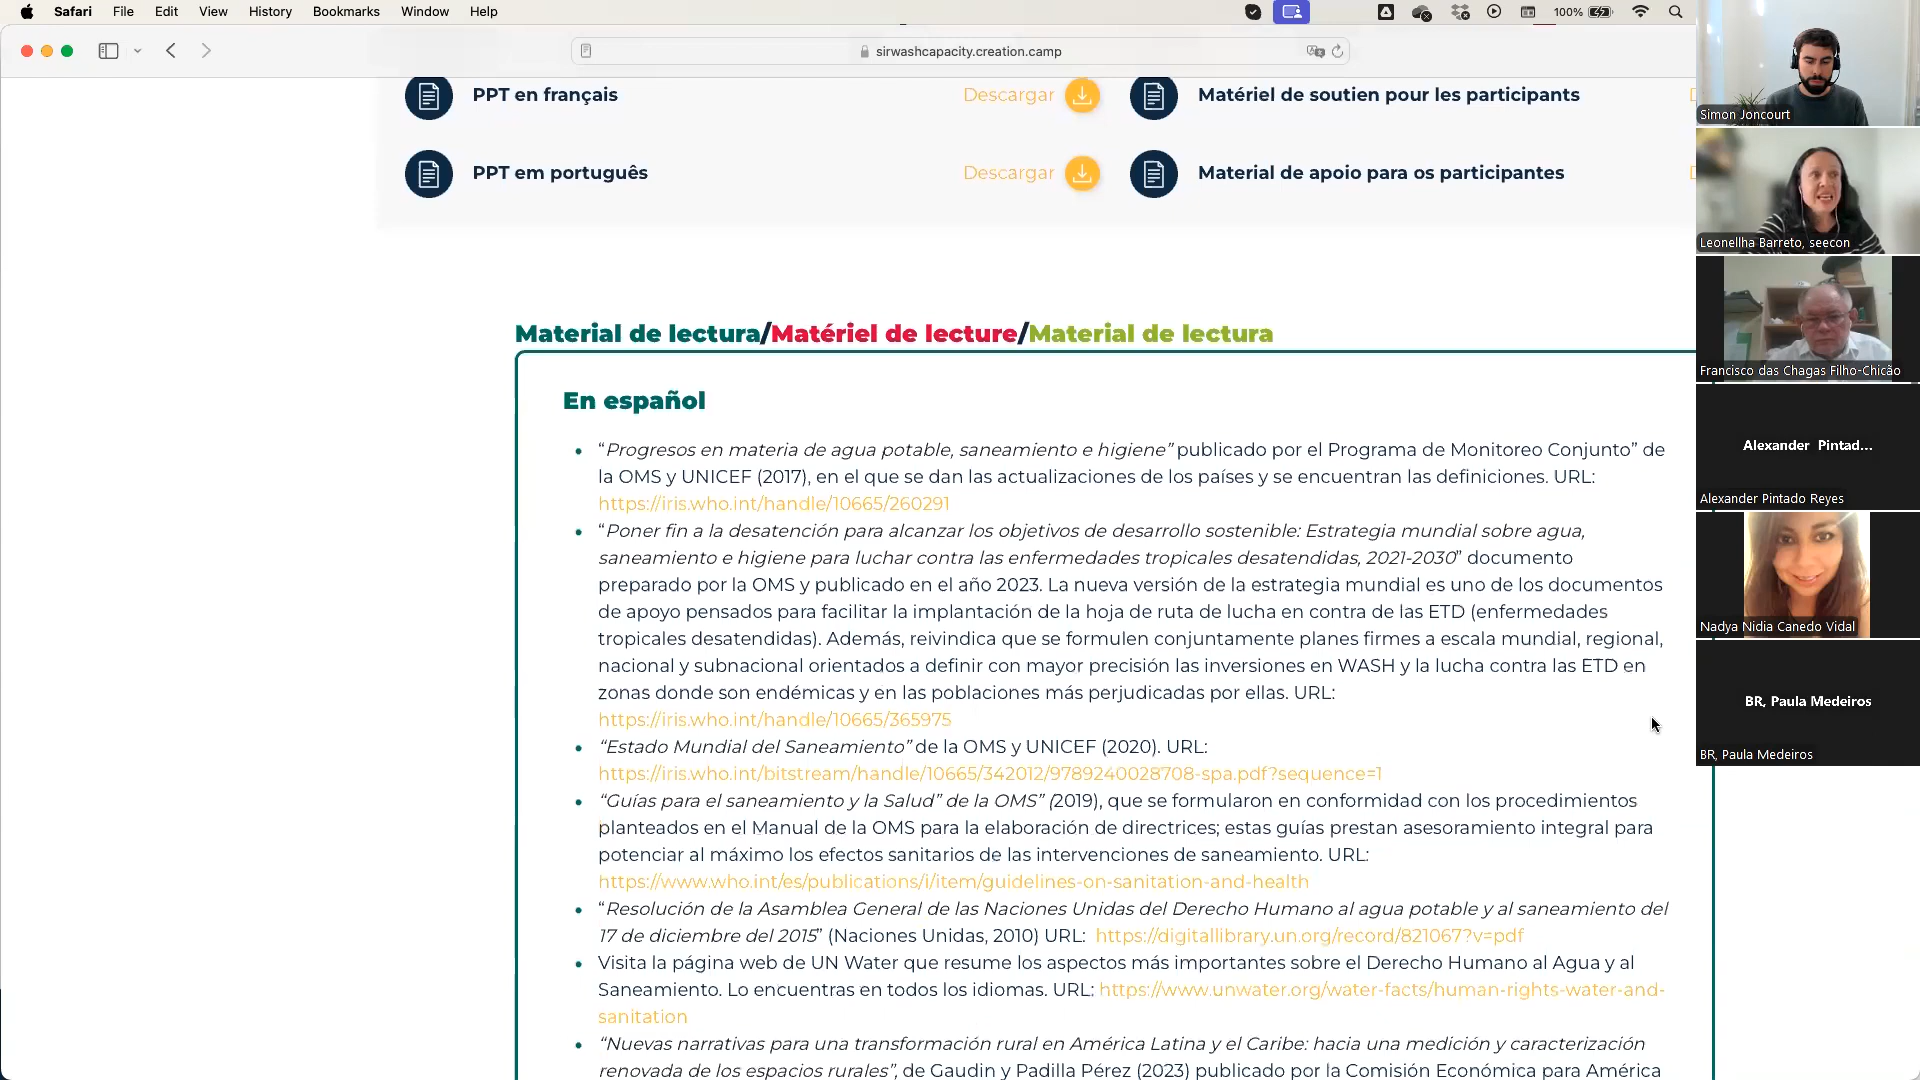 Safari File Edit View History Bookmarks Window Help 100%
sirwashcapacity.creation.camp
PPT en français Descargar Matériel de soutien pour les participants
PPT em português Descargar Material de apoio para os participantes
Material de lectura/Matériel de lecture/Material de lectura
En español
“Progresos en materia de agua potable, saneamiento e higiene” publicado por el Programa de Monitoreo Conjunto” de
la OMS y UNICEF (2017), en el que se dan las actualizaciones de los países y se encuentran las definiciones. URL:
https://iris.who.int/handle/10665/260291
“Poner fin a la desatención para alcanzar los objetivos de desarrollo sostenible: Estrategia mundial sobre agua,
saneamiento e higiene para luchar contra las enfermedades tropicales desatendidas, 2021-2030” documento
preparado por la OMS y publicado en el año 2023. La nueva versión de la estrategia mundial es uno de los documentos
de apoyo pensados para facilitar la implantación de la hoja de ruta de lucha en contra de las ETD (enfermedades
tropicales desatendidas). Además, reivindica que se formulen conjuntamente planes firmes a escala mundial, regional,
nacional y subnacional orientados a definir con mayor precisión las inversiones en WASH y la lucha contra las ETD en
zonas donde son endémicas y en las poblaciones más perjudicadas por ellas. URL:
https://iris.who.int/handle/10665/365975
“Estado Mundial del Saneamiento” de la OMS y UNICEF (2020). URL:
https://iris.who.int/bitstream/handle/10665/342012/9789240028708-spa.pdf?sequence=1
“Guías para el saneamiento y la Salud” de la OMS” (2019), que se formularon en conformidad con los procedimientos
planteados en el Manual de la OMS para la elaboración de directrices; estas guías prestan asesoramiento integral para
potenciar al máximo los efectos sanitarios de las intervenciones de saneamiento. URL:
https://www.who.int/es/publications/i/item/guidelines-on-sanitation-and-health
“Resolución de la Asamblea General de las Naciones Unidas del Derecho Humano al agua potable y al saneamiento del
17 de diciembre del 2015” (Naciones Unidas, 2010) URL: https://digitallibrary.un.org/record/821067?v=pdf
Visita la página web de UN Water que resume los aspectos más importantes sobre el Derecho Humano al Agua y al
Saneamiento. Lo encuentras en todos los idiomas. URL: https://www.unwater.org/water-facts/human-rights-water-and-
sanitation
“Nuevas narrativas para una transformación rural en América Latina y el Caribe: hacia una medición y caracterización
renovada de los espacios rurales”, de Gaudin y Padilla Pérez (2023) publicado por la Comisión Económica para América
Simon Joncourt
Leonellha Barreto, seecon
Francisco das Chagas Filho-Chicão
Alexander Pintad...
Alexander Pintado Reyes
Nadya Nidia Canedo Vidal
BR, Paula Medeiros
BR, Paula Medeiros